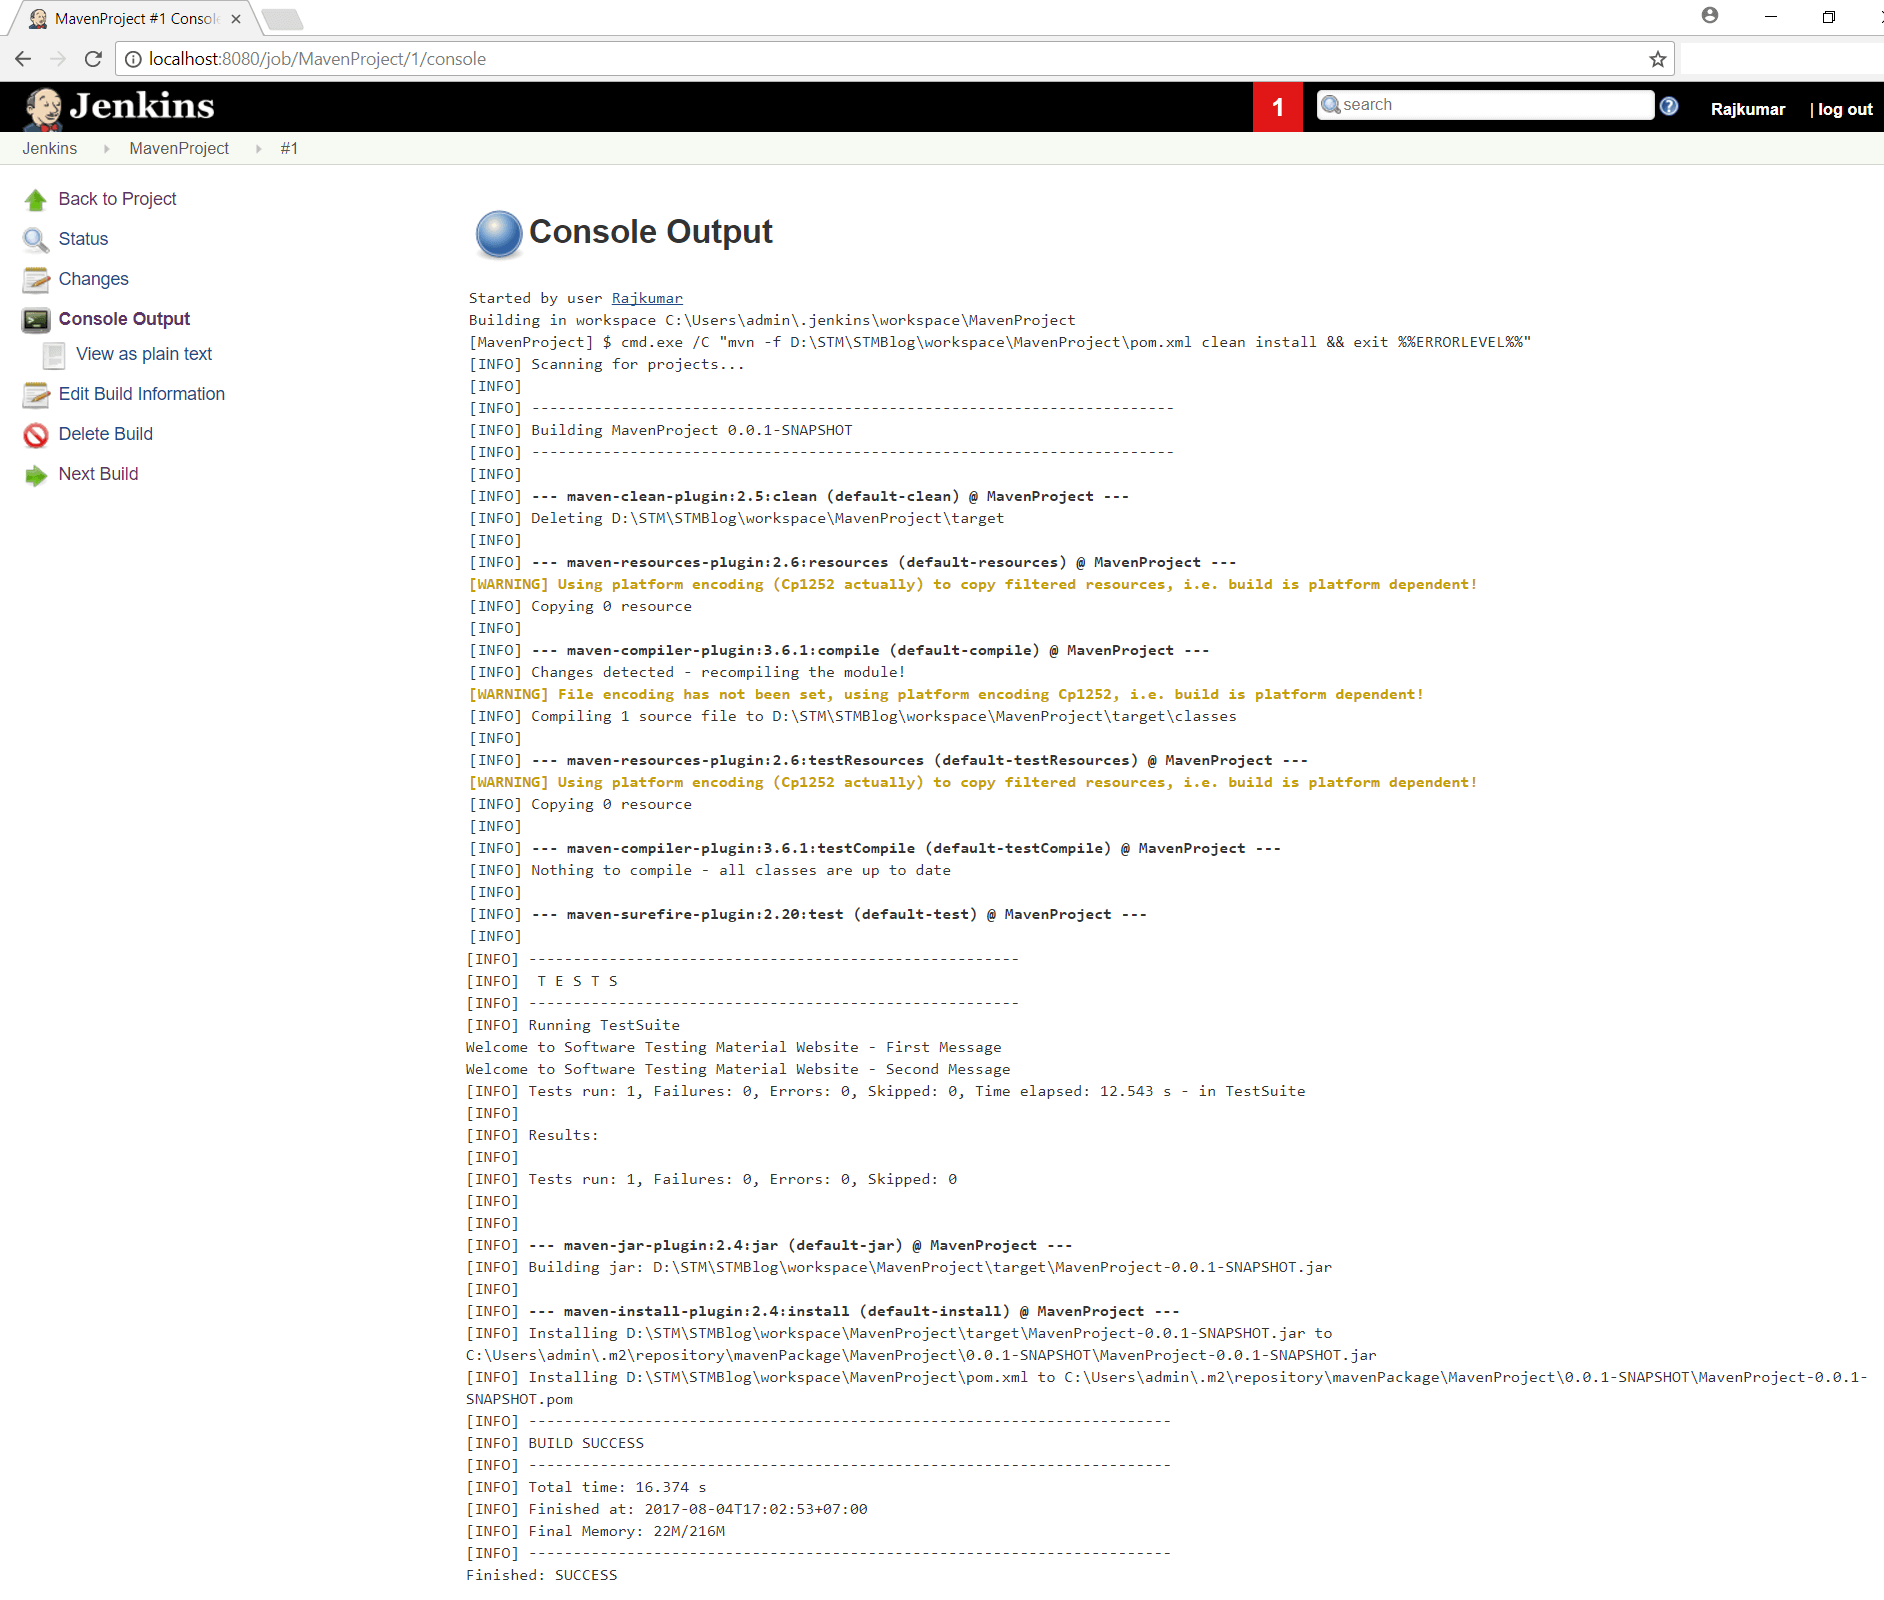 MavenProject #1 Consol
localhost:8080/job/MavenProject/1/console
Jenkins
1
search
Rajkumar
| log out
Jenkins MavenProject #1
Back to Project
Status
Changes
Console Output
View as plain text
Edit Build Information
Delete Build
Next Build
Console Output
Started by user Rajkumar
Building in workspace C:\Users\admin\.jenkins\workspace\MavenProject
[MavenProject] $ cmd.exe /C "mvn -f D:\STM\STMBlog\workspace\MavenProject\pom.xml clean install && exit %%ERRORLEVEL%%"
[INFO] Scanning for projects...
[INFO]
[INFO] ------------------------------------------------------------------------
[INFO] Building MavenProject 0.0.1-SNAPSHOT
[INFO] ------------------------------------------------------------------------
[INFO]
[INFO] --- maven-clean-plugin:2.5:clean (default-clean) @ MavenProject ---
[INFO] Deleting D:\STM\STMBlog\workspace\MavenProject\target
[INFO]
[INFO] --- maven-resources-plugin:2.6:resources (default-resources) @ MavenProject ---
[WARNING] Using platform encoding (Cp1252 actually) to copy filtered resources, i.e. build is platform dependent!
[INFO] Copying 0 resource
[INFO]
[INFO] --- maven-compiler-plugin:3.6.1:compile (default-compile) @ MavenProject ---
[INFO] Changes detected - recompiling the module!
[WARNING] File encoding has not been set, using platform encoding Cp1252, i.e. build is platform dependent!
[INFO] Compiling 1 source file to D:\STM\STMBlog\workspace\MavenProject\target\classes
[INFO]
[INFO] --- maven-resources-plugin:2.6:testResources (default-testResources) @ MavenProject ---
[WARNING] Using platform encoding (Cp1252 actually) to copy filtered resources, i.e. build is platform dependent!
[INFO] Copying 0 resource
[INFO]
[INFO] --- maven-compiler-plugin:3.6.1:testCompile (default-testCompile) @ MavenProject ---
[INFO] Nothing to compile - all classes are up to date
[INFO]
[INFO] --- maven-surefire-plugin:2.20:test (default-test) @ MavenProject ---
[INFO]
[INFO] -------------------------------------------------------
[INFO]  T E S T S
[INFO] -------------------------------------------------------
[INFO] Running TestSuite
Welcome to Software Testing Material Website - First Message
Welcome to Software Testing Material Website - Second Message
[INFO] Tests run: 1, Failures: 0, Errors: 0, Skipped: 0, Time elapsed: 12.543 s - in TestSuite
[INFO]
[INFO] Results:
[INFO]
[INFO] Tests run: 1, Failures: 0, Errors: 0, Skipped: 0
[INFO]
[INFO]
[INFO] --- maven-jar-plugin:2.4:jar (default-jar) @ MavenProject ---
[INFO] Building jar: D:\STM\STMBlog\workspace\MavenProject\target\MavenProject-0.0.1-SNAPSHOT.jar
[INFO]
[INFO] --- maven-install-plugin:2.4:install (default-install) @ MavenProject ---
[INFO] Installing D:\STM\STMBlog\workspace\MavenProject\target\MavenProject-0.0.1-SNAPSHOT.jar to
C:\Users\admin\.m2\repository\mavenPackage\MavenProject\0.0.1-SNAPSHOT\MavenProject-0.0.1-SNAPSHOT.jar
[INFO] Installing D:\STM\STMBlog\workspace\MavenProject\pom.xml to C:\Users\admin\.m2\repository\mavenPackage\MavenProject\0.0.1-SNAPSHOT\MavenProject-0.0.1-
SNAPSHOT.pom
[INFO] ------------------------------------------------------------------------
[INFO] BUILD SUCCESS
[INFO] ------------------------------------------------------------------------
[INFO] Total time: 16.374 s
[INFO] Finished at: 2017-08-04T17:02:53+07:00
[INFO] Final Memory: 22M/216M
[INFO] ------------------------------------------------------------------------
Finished: SUCCESS